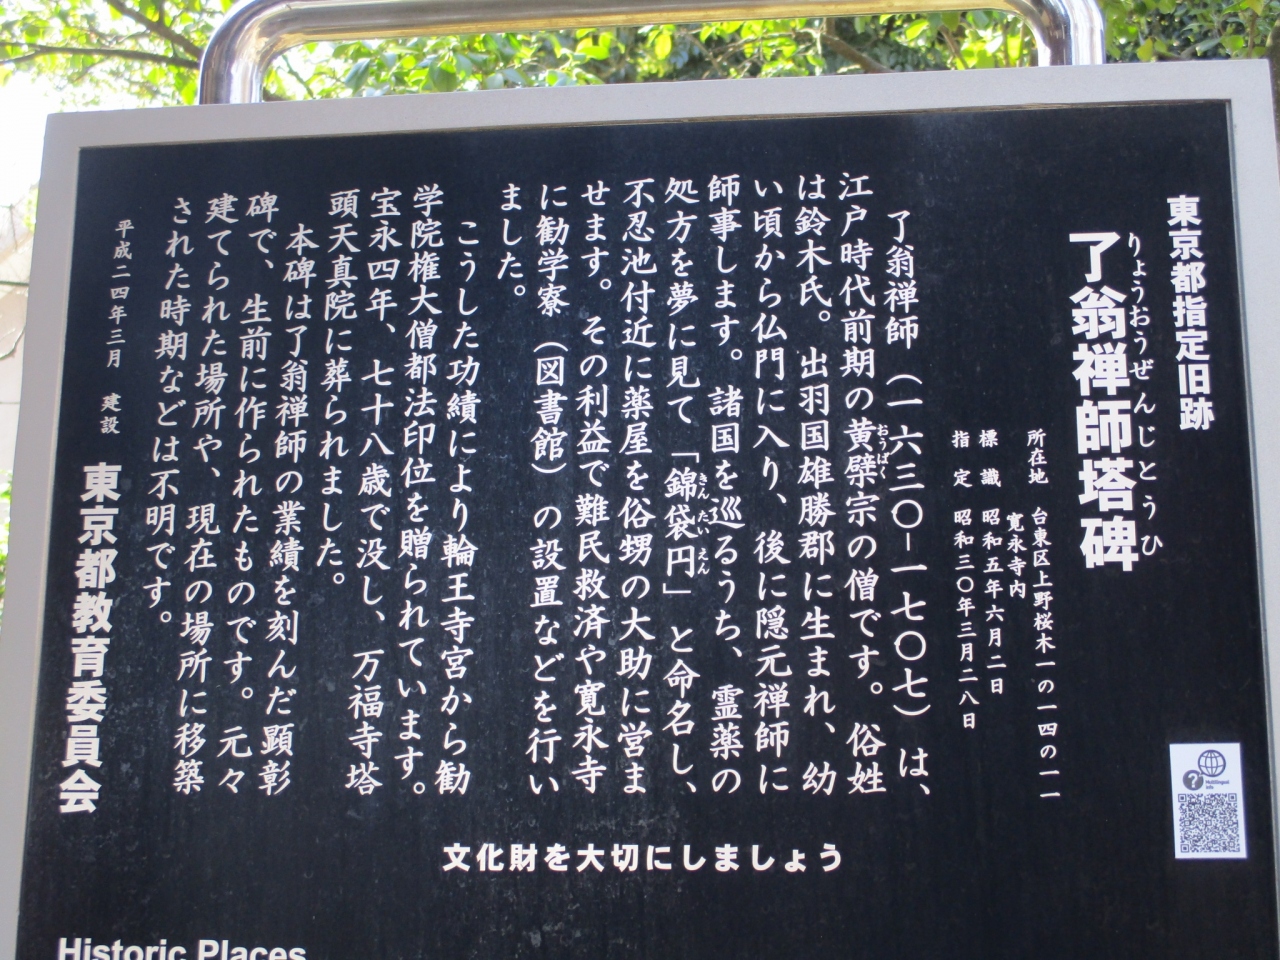 東京都指定旧跡
りょうおうぜんじとうひ
了翁禅師塔碑
所在地 台東区上野桜木一の一四の一一
寛永寺内
標識 昭和五年六月二日
指定 昭和三〇年三月二八日
了翁禅師（一六三〇－一七〇七）は、
江戸時代前期の黄檗宗の僧です。俗姓
おうばく
は鈴木氏。出羽国雄勝郡に生まれ、幼
い頃から仏門に入り、後に隠元禅師に
師事します。諸国を巡るうち、霊薬の
処方を夢に見て「錦袋円」と命名し、
きんたいえん
不忍池付近に薬屋を俗甥の大助に営ま
せます。その利益で難民救済や寛永寺
に勧学寮（図書館）の設置などを行い
ました。
こうした功績により輪王寺宮から勧
学院権大僧都法印位を贈られています。
宝永四年、七十八歳で没し、万福寺塔
頭天真院に葬られました。
本碑は了翁禅師の業績を刻んだ顕彰
碑で、生前に作られたものです。元々
建てられた場所や、現在の場所に移築
された時期などは不明です。
平成二四年三月 建設
東京都教育委員会
文化財を大切にしましょう
Multilingual
Info
Historic Places